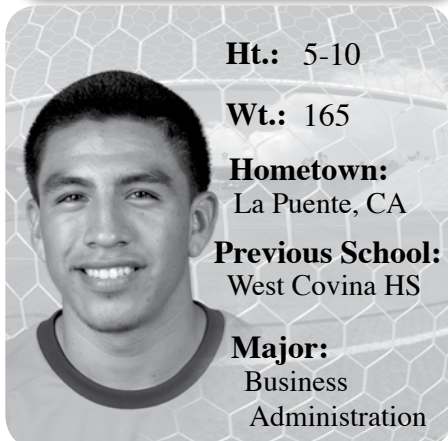 Ht.: 5-10
Wt.: 165
Hometown:
La Puente, CA
Previous School:
West Covina HS
Major:
Business
Administration